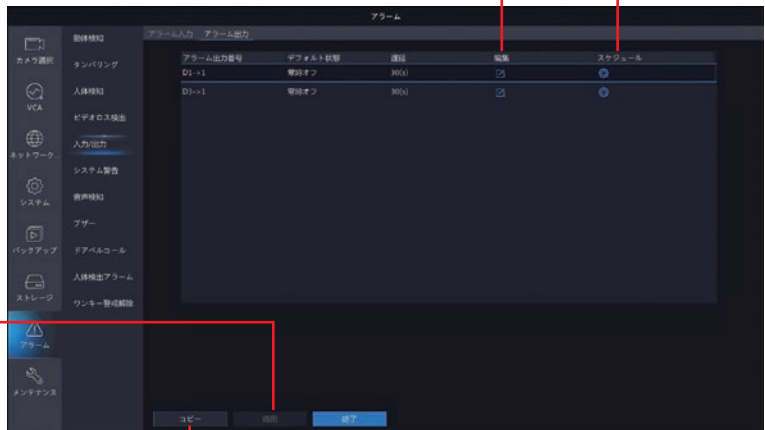 アラーム
アラーム入力 アラーム出力
カメラ選択
VCA
ネットワーク...
システム
バックアップ
ストレージ
アラーム
メンテナンス
動体検知
タンパリング
人体検知
ビデオロス検出
入力/出力
システム警告
音声検知
ブザー
ドアベルコール
人体検出アラーム
ワンキー警戒解除
アラーム出力番号 デフォルト状態 遅延 編集 スケジュール
D1->1 常時オフ 30(s)
D3->1 常時オフ 30(s)
コピー 適用 終了